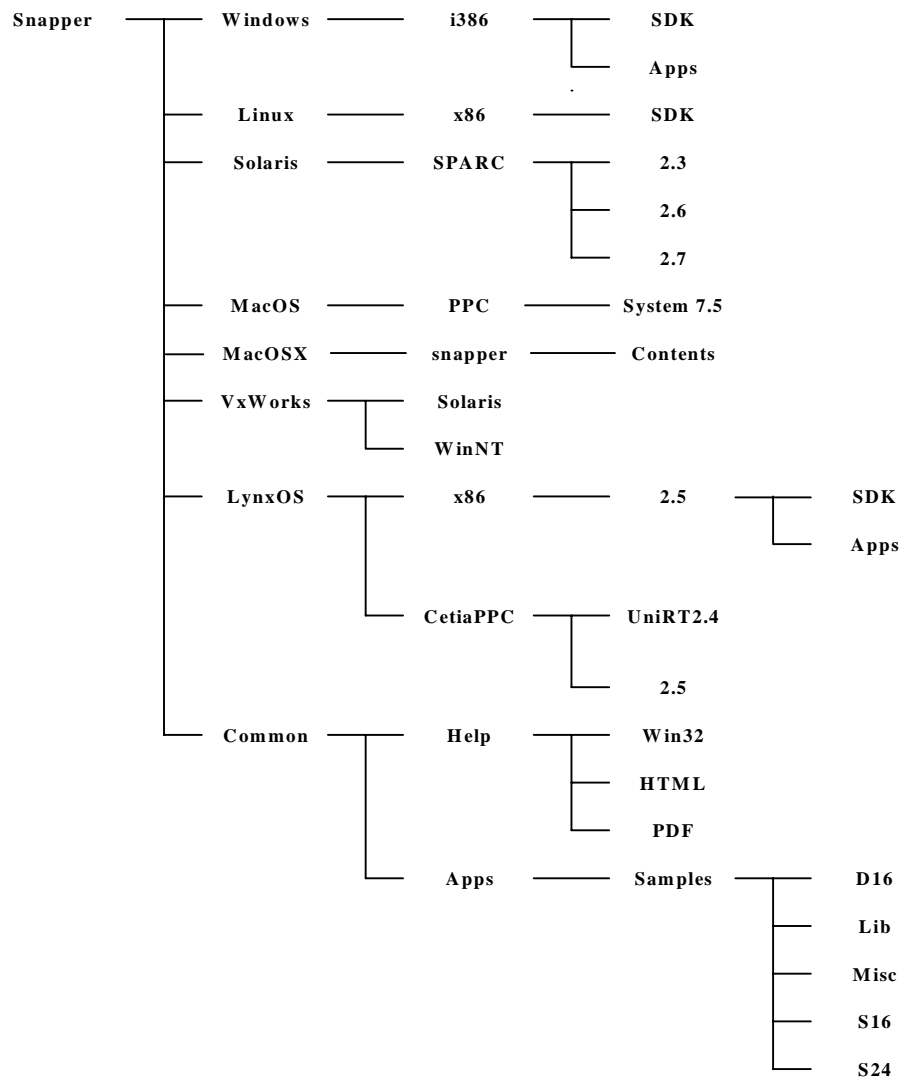 Snapper Windows i386 SDK
Apps
Linux x86 SDK
Solaris SPARC 2.3
2.6
2.7
MacOS PPC System 7.5
MacOSX snapper Contents
VxWorks Solaris
WinNT
LynxOS x86 2.5 SDK
Apps
CetiaPPC UniRT2.4
2.5
Common Help Win32
HTML
PDF
Apps Samples D16
Lib
Misc
S16
S24